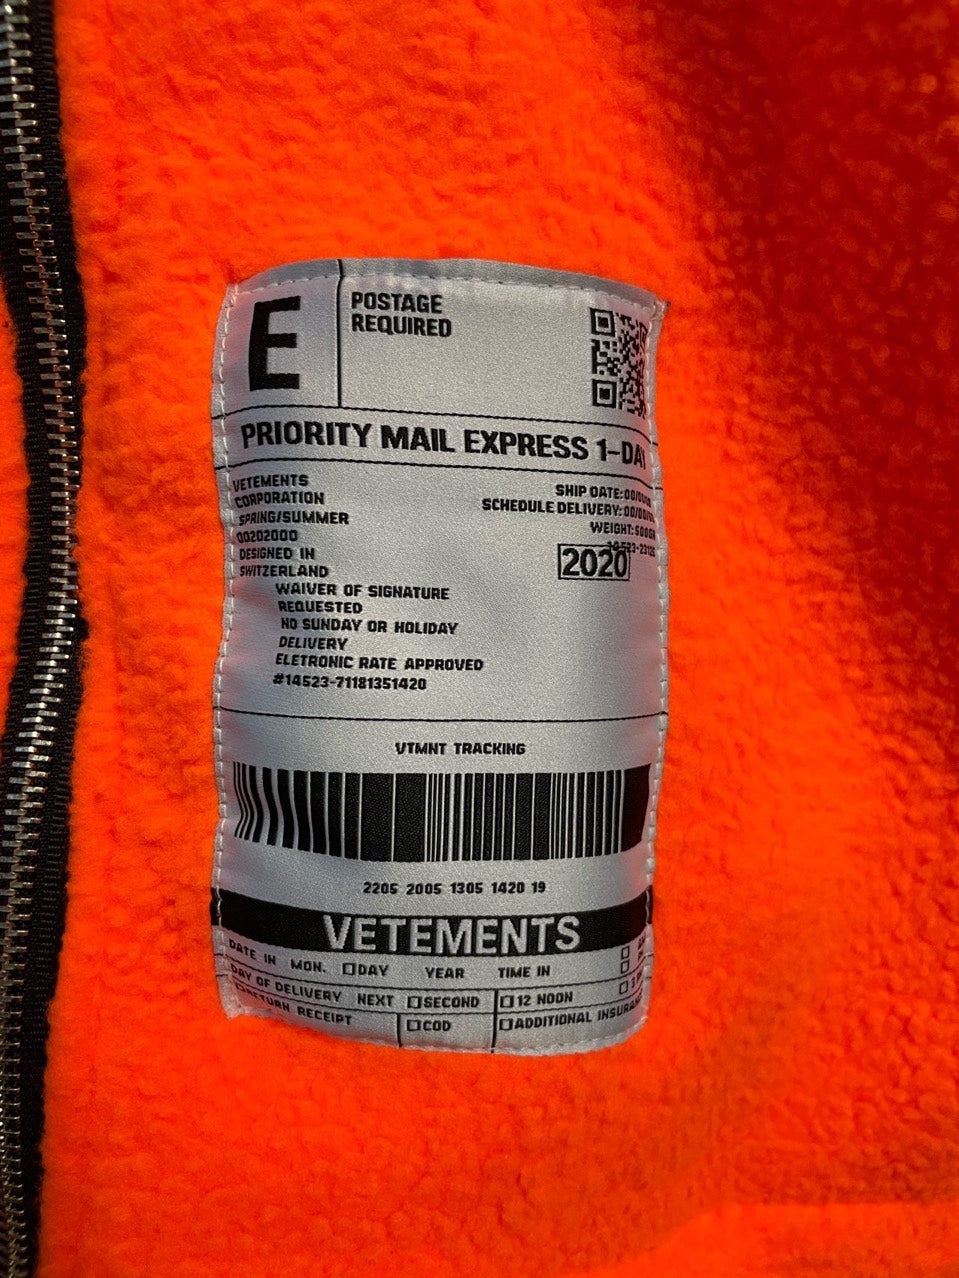 E
POSTAGE
REQUIRED
PRIORITY MAIL EXPRESS 1-DAY
VETEMENTS
CORPORATION
SPRING/SUMMER
00202000
DESIGNED IN
SWITZERLAND
SHIP DATE:
SCHEDULE DELIVERY:
WEIGHT:
2020
WAIVER OF SIGNATURE
REQUESTED
NO SUNDAY OR HOLIDAY
DELIVERY
ELETRONIC RATE APPROVED
#14523-71181351420
VTMNT TRACKING
2205 2005 1305 1420 19
VETEMENTS
DATE IN MON. DAY YEAR TIME IN
DAY OF DELIVERY NEXT SECOND 12 NOON
RETURN RECEIPT COD ADDITIONAL